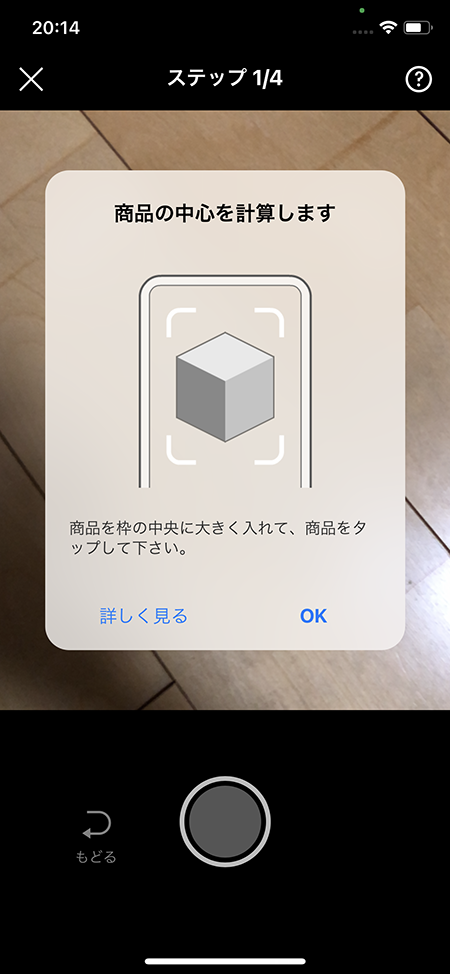 20:14
ステップ 1/4
商品の中心を計算します
商品を枠の中央に大きく入れて、商品をタ
ップして下さい。
詳しく見る
OK
もどる